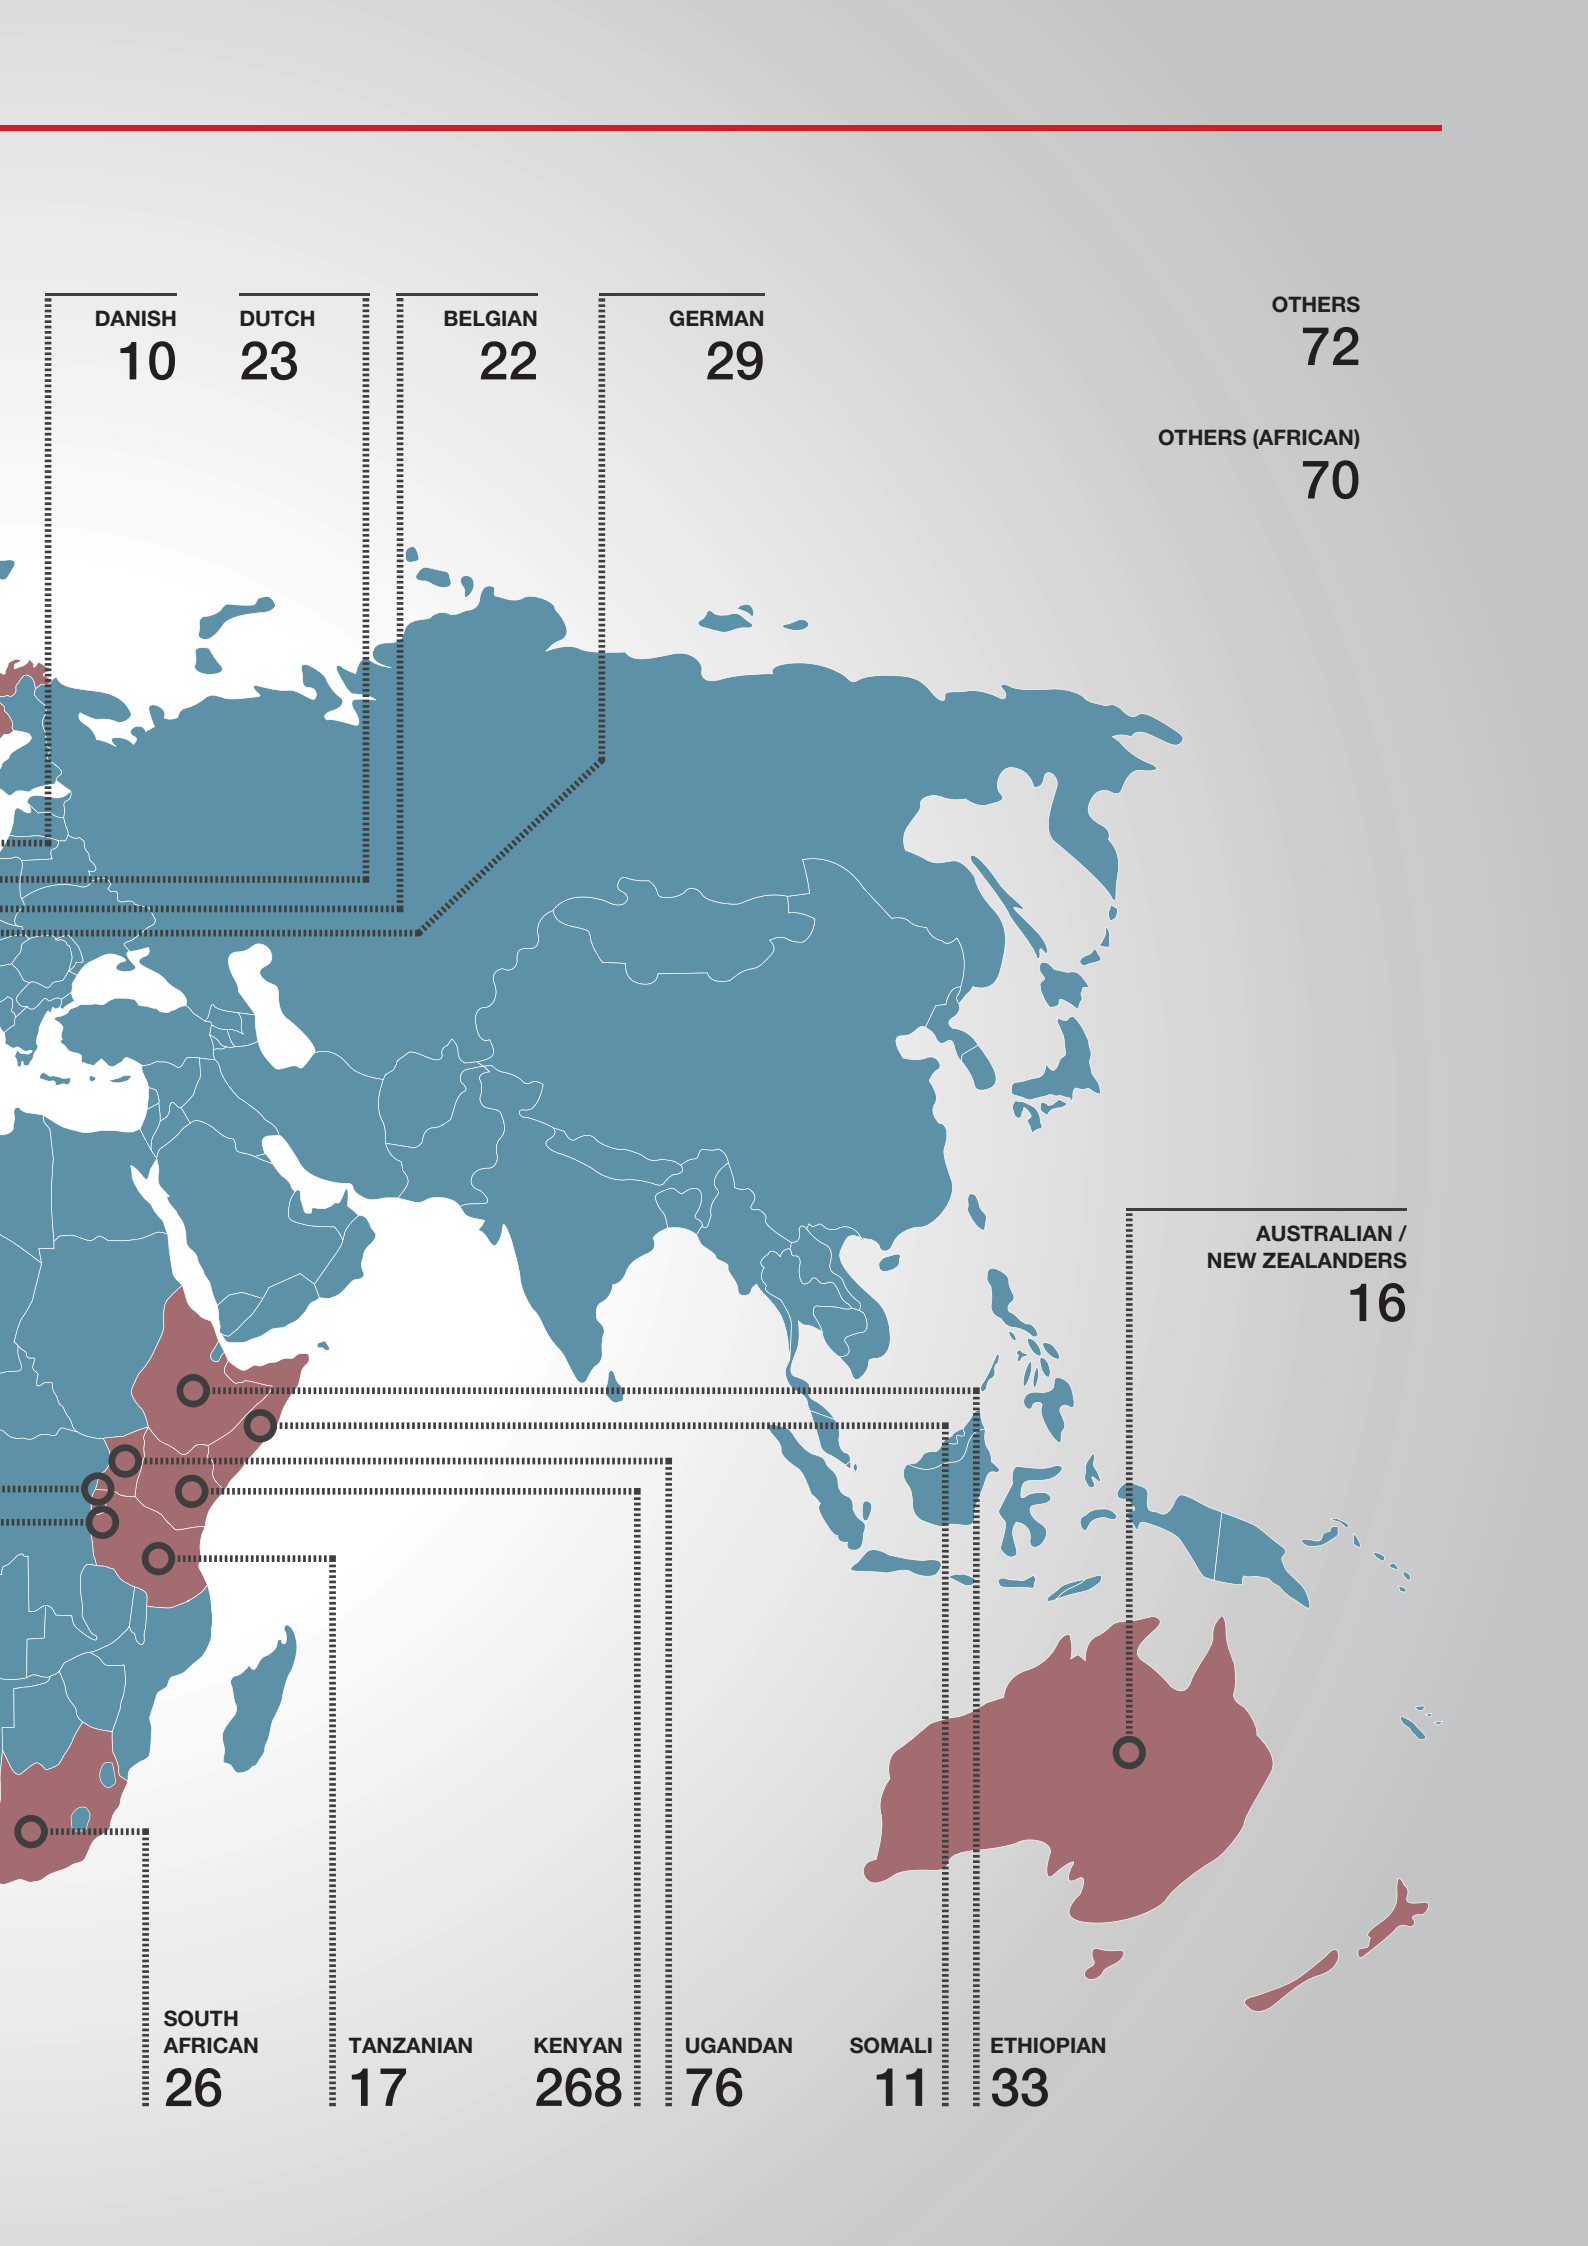 DANISH
10
DUTCH
23
BELGIAN
22
GERMAN
29
OTHERS
72
OTHERS (AFRICAN)
70
AUSTRALIAN /
NEW ZEALANDERS
16
SOUTH
AFRICAN
26
TANZANIAN
17
KENYAN
268
UGANDAN
76
SOMALI
11
ETHIOPIAN
33